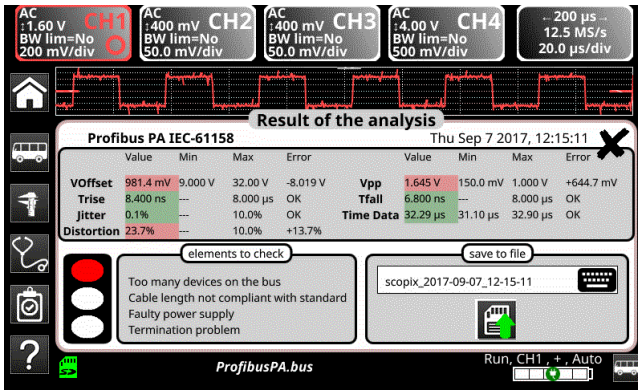 AC
↕1.60 V CH1
BW lim=No
200 mV/div
AC
↕400 mV CH2
BW lim=No
50.0 mV/div
AC
↕400 mV CH3
BW lim=No
50.0 mV/div
AC
↕4.00 V CH4
BW lim=No
500 mV/div
←200 µs→
12.5 MS/s
20.0 µs/div
Result of the analysis
Profibus PA IEC-61158 Thu Sep 7 2017, 12:15:11
Value Min Max Error Value Min Max Error
VOffset 981.4 mV 9.000 V 32.00 V -8.019 V Vpp 1.645 V 150.0 mV 1.000 V +644.7 mV
Trise 8.400 ns --- 8.000 µs OK Tfall 6.800 ns --- 8.000 µs OK
Jitter 0.1% --- 10.0% OK Time Data 32.29 µs 31.10 µs 32.90 µs OK
Distortion 23.7% --- 10.0% +13.7%
elements to check
Too many devices on the bus
Cable length not compliant with standard
Faulty power supply
Termination problem
save to file
scopix_2017-09-07_12-15-11
ProfibusPA.bus
Run, CH1 , + , Auto